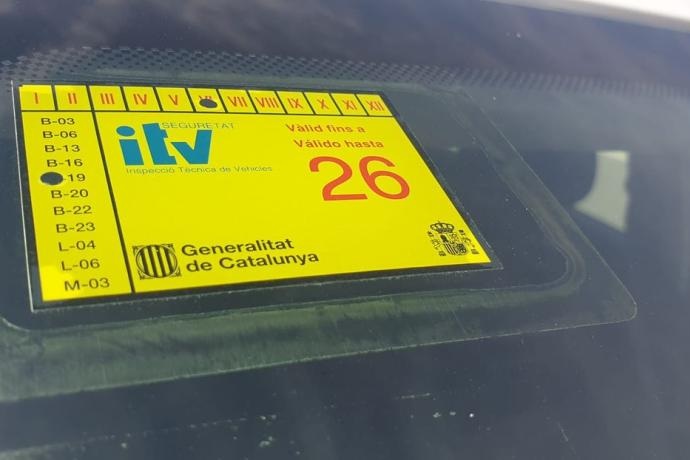 I II III IV V VI VII VIII IX X XI XII
B-03
B-06
B-13
B-16
-19
B-20
B-22
B-23
L-04
L-06
M-03
SEGURETAT
itv
Inspecció Tècnica de Vehicles
Vàlid fins a
Válido hasta
26
Generalitat
de Catalunya